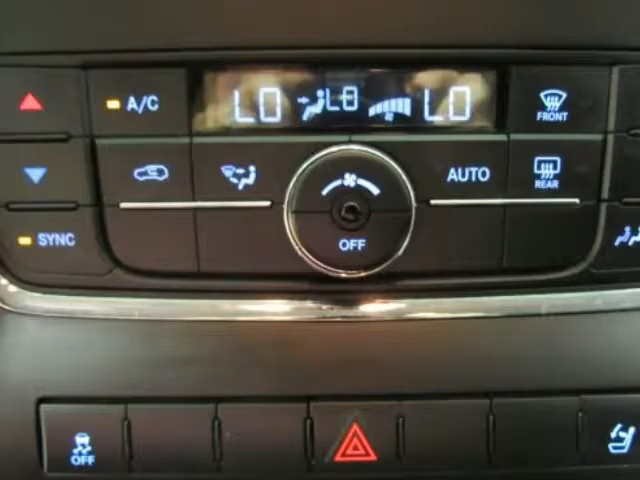 A/C
LO LO LO
FRONT
AUTO
REAR
SYNC
OFF
OFF